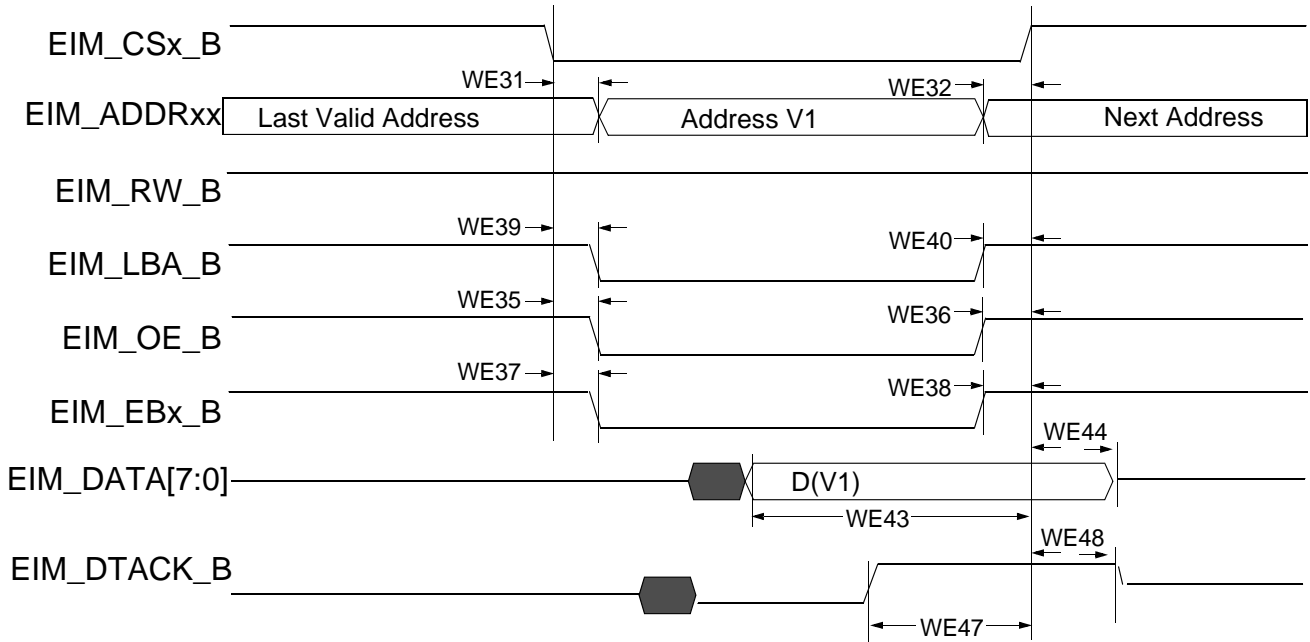 EIM_CSx_B
WE31
WE32
EIM_ADDRxx
Last Valid Address
Address V1
Next Address
EIM_RW_B
WE39
WE40
EIM_LBA_B
WE35
WE36
EIM_OE_B
WE37
WE38
EIM_EBx_B
WE44
EIM_DATA[7:0]
D(V1)
WE43
WE48
EIM_DTACK_B
WE47